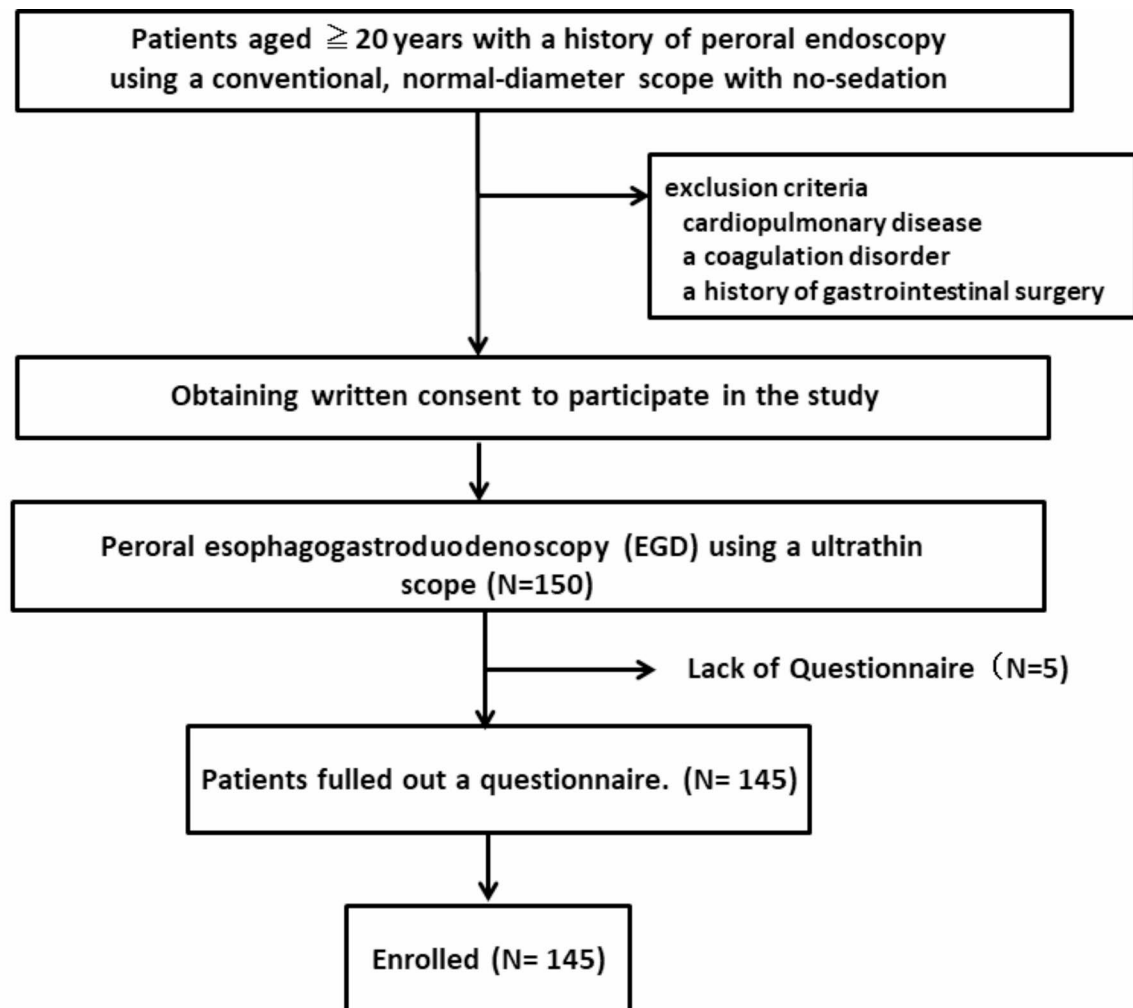 Patients aged ≧ 20 years with a history of peroral endoscopy
using a conventional, normal-diameter scope with no-sedation
exclusion criteria
cardiopulmonary disease
a coagulation disorder
a history of gastrointestinal surgery
Obtaining written consent to participate in the study
Peroral esophagogastroduodenoscopy (EGD) using a ultrathin
scope (N=150)
Lack of Questionnaire（N=5)
Patients fulled out a questionnaire. (N= 145)
Enrolled (N= 145)